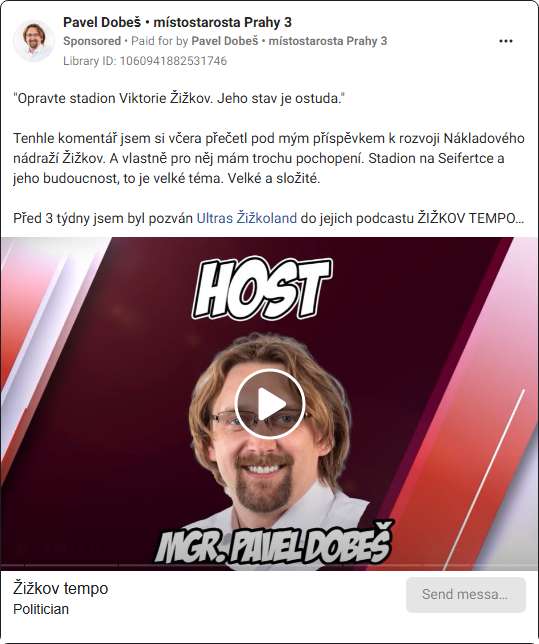 Pavel Dobeš • místostarosta Prahy 3
Sponsored • Paid for by Pavel Dobeš • místostarosta Prahy 3
Library ID: 1060941882531746
"Opravte stadion Viktorie Žižkov. Jeho stav je ostuda."
Tenhle komentář jsem si včera přečetl pod mým příspěvkem k rozvoji Nákladového
nádraží Žižkov. A vlastně pro něj mám trochu pochopení. Stadion na Seifertce a
jeho budoucnost, to je velké téma. Velké a složité.
Před 3 týdny jsem byl pozván Ultras Žižkoland do jejich podcastu ŽIŽKOV TEMPO...
HOST
MGR. PAVEL DOBEŠ
Žižkov tempo
Politician
Send messa...